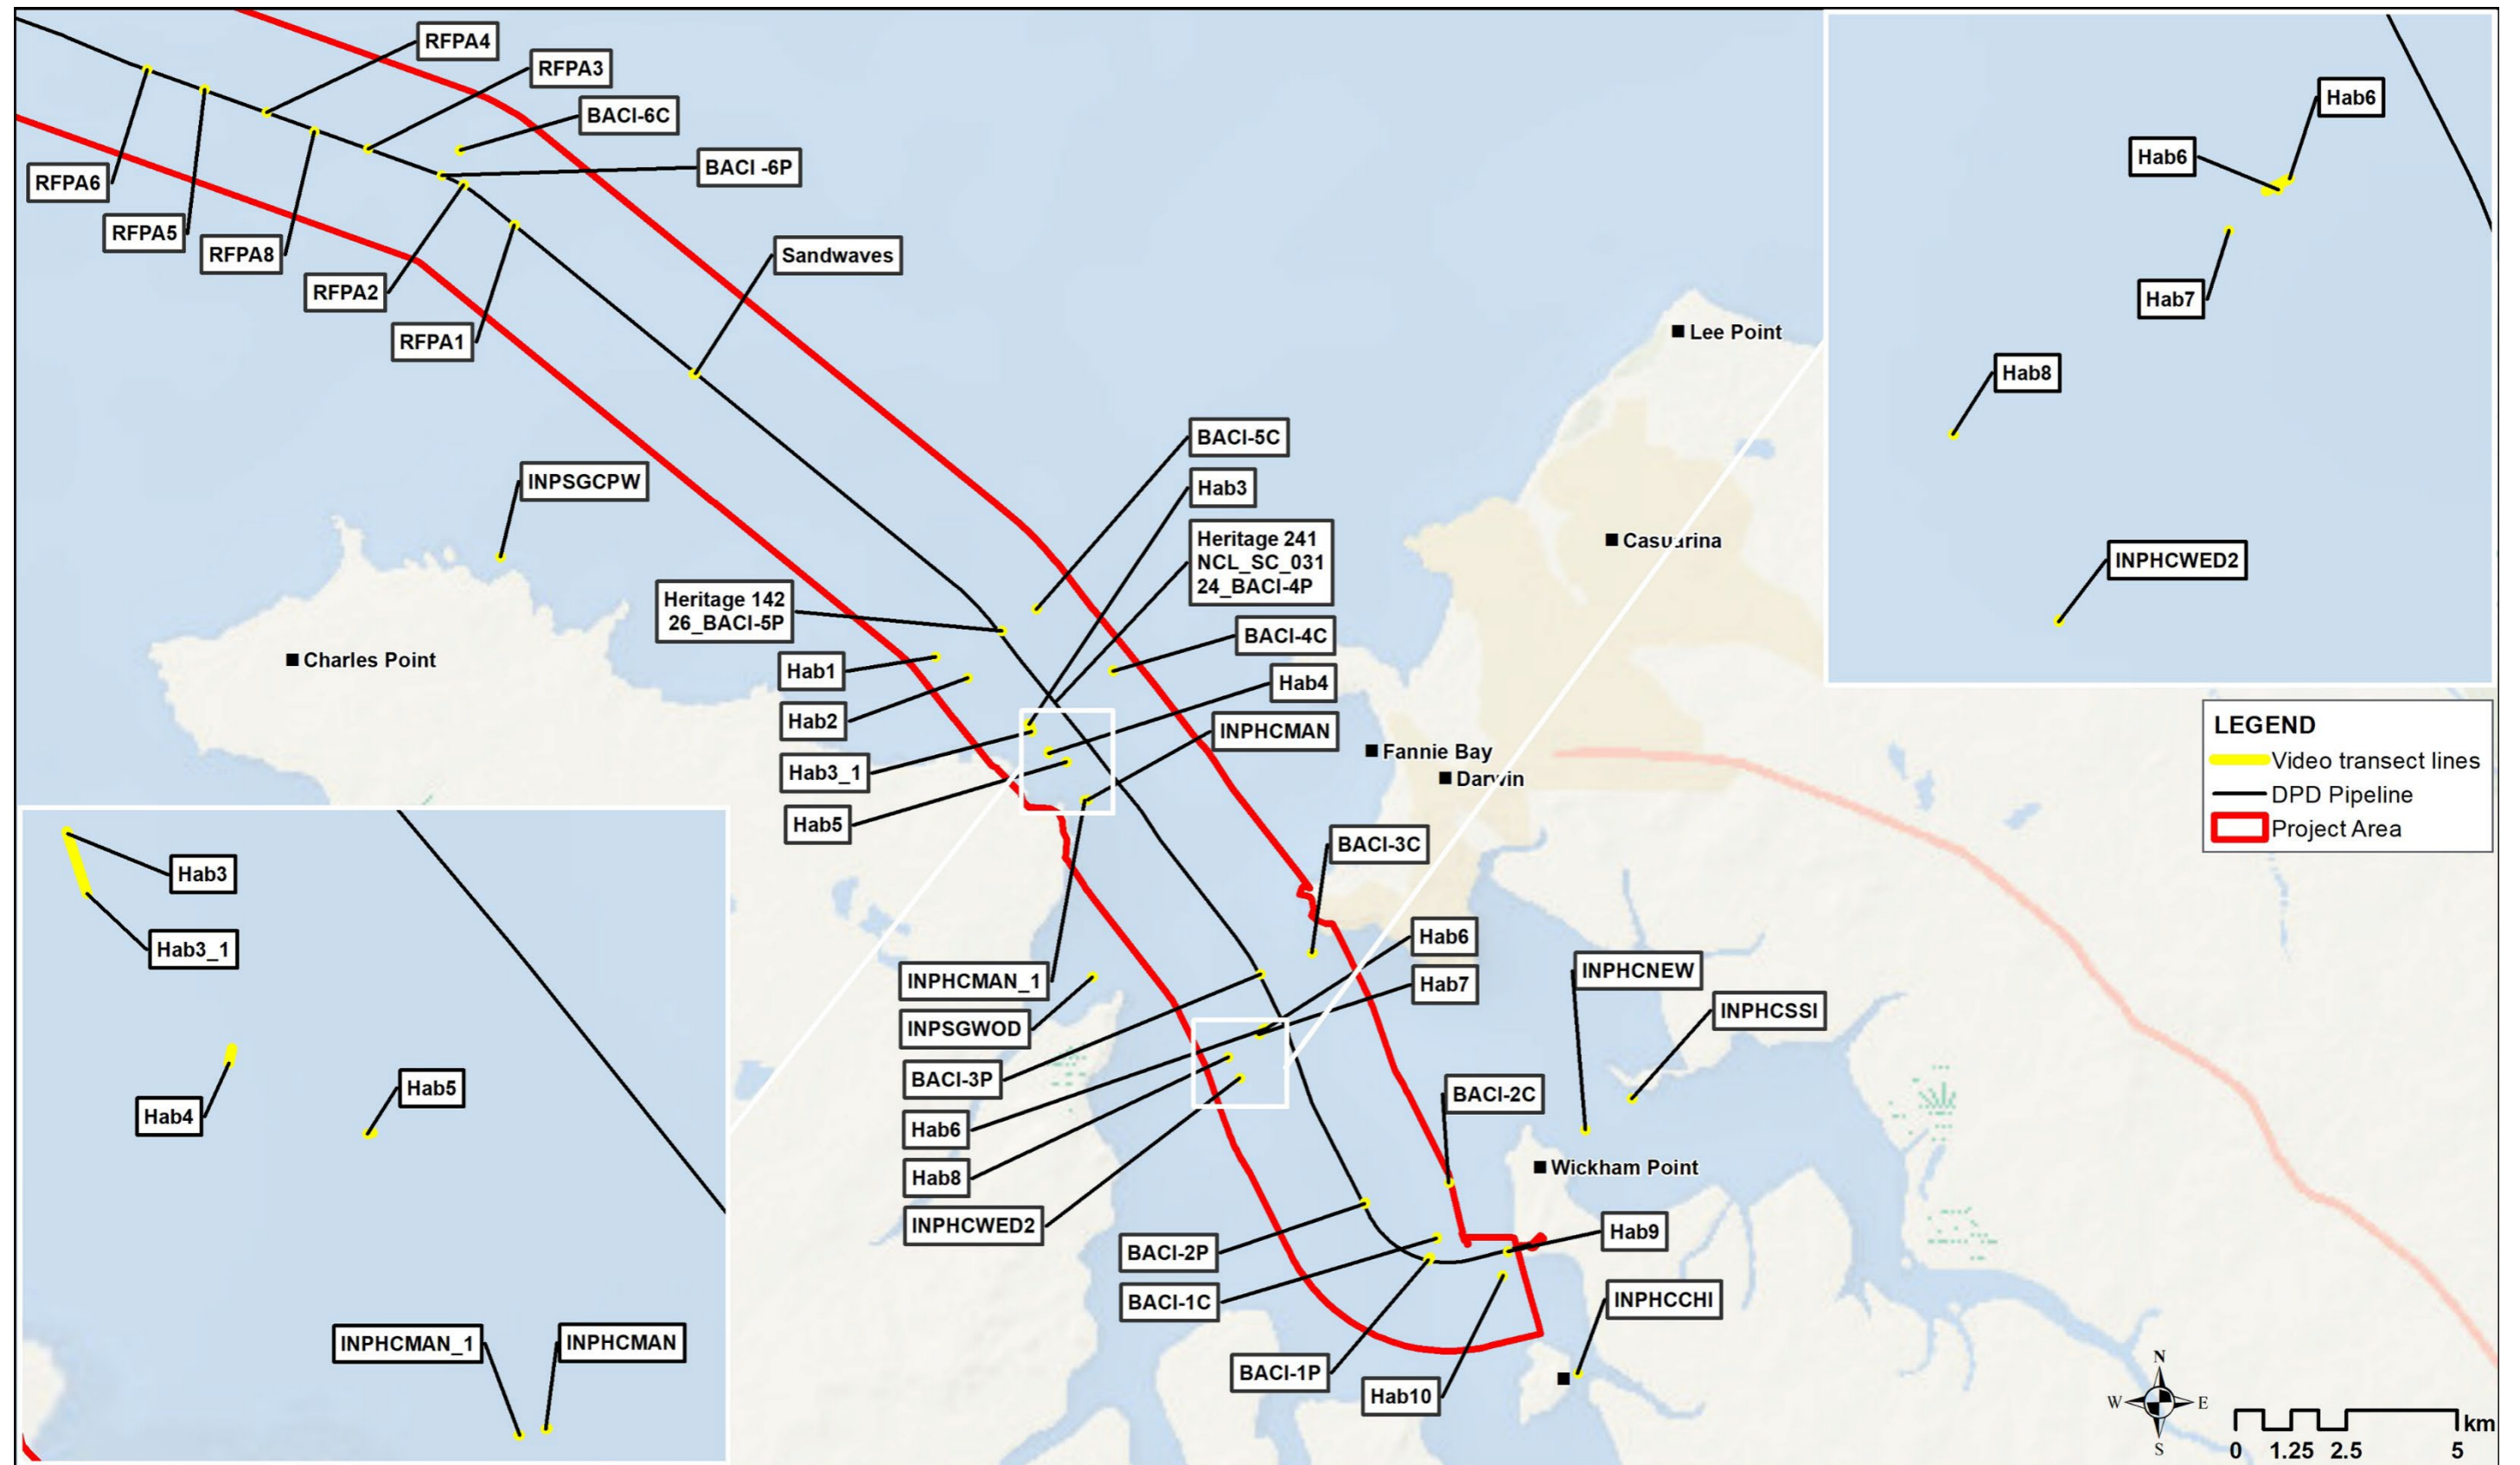 RFPA4
RFPA3
BACI-6C
BACI -6P
RFPA6
RFPA5
RFPA8
RFPA2
RFPA1
Sandwaves
INPSGCPW
BACI-5C
Hab3
Heritage 241
NCL_SC_031
24_BACI-4P
Heritage 142
26_BACI-5P
BACI-4C
Hab1
Hab4
Hab2
INPHCMAN
Hab3_1
Hab5
Lee Point
Casuarina
Charles Point
Fannie Bay
Darwin
BACI-3C
Hab6
Hab7
INPHCMAN_1
INPSGWOD
BACI-3P
Hab6
Hab8
INPHCWED2
INPHCNEW
INPHCSSI
BACI-2C
Wickham Point
BACI-2P
BACI-1C
Hab9
INPHCCHI
BACI-1P
Hab10
Hab6
Hab6
Hab7
Hab8
INPHCWED2
Hab3
Hab3_1
Hab4
Hab5
INPHCMAN_1
INPHCMAN
LEGEND
Video transect lines
DPD Pipeline
Project Area
N
W
E
S
km
0 1.25 2.5 5